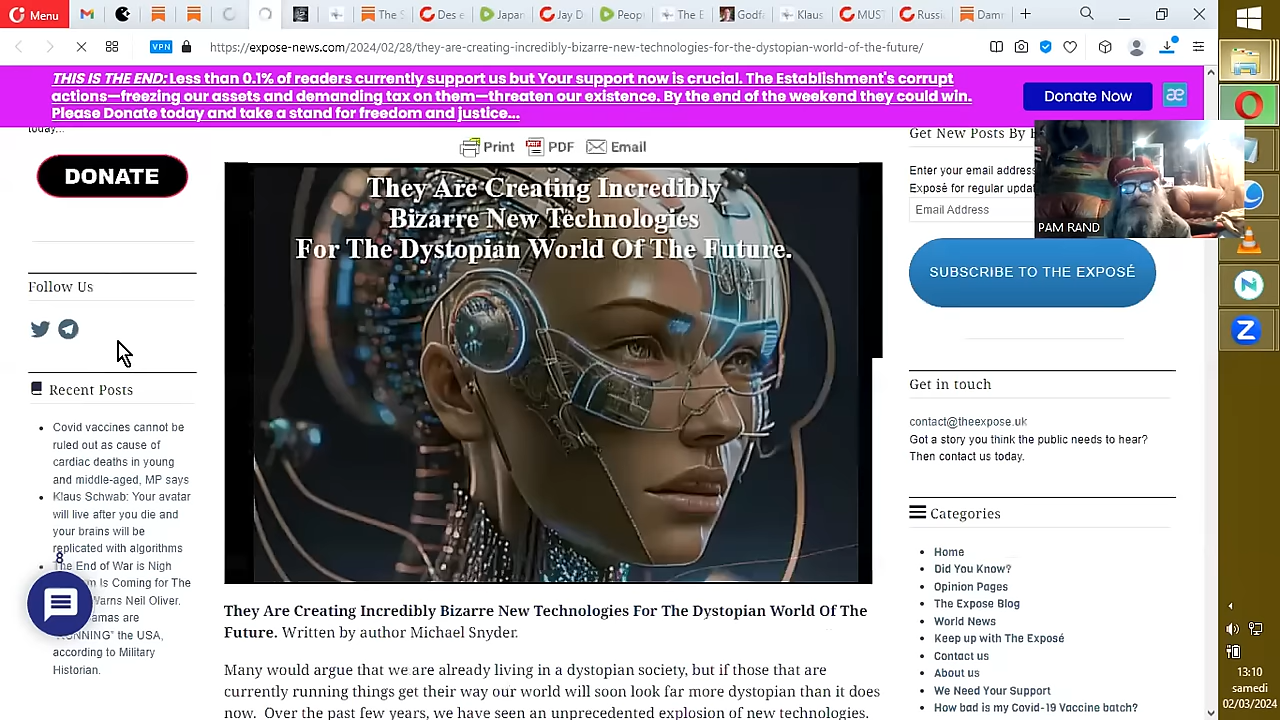 Menu
The S
Des e
Japan
Jay D
Peop
The E
Godfa
Klaus
MUS
Russi
Damn
VPN
https://expose-news.com/2024/02/28/they-are-creating-incredibly-bizarre-new-technologies-for-the-dystopian-world-of-the-future/
THIS IS THE END: Less than 0.1% of readers currently support us but Your support now is crucial. The Establishment's corrupt
actions—freezing our assets and demanding tax on them—threaten our existence. By the end of the weekend they could win.
Please Donate today and take a stand for freedom and justice...
Donate Now
æ
today...
DONATE
Follow Us
Recent Posts
Covid vaccines cannot be
ruled out as cause of
cardiac deaths in young
and middle-aged, MP says
Klaus Schwab: Your avatar
will live after you die and
your brains will be
replicated with algorithms
The End of War is Nigh
Is Coming for The
Warns Neil Oliver.
amas are
"RUNNING" the USA,
according to Military
Historian.
8
Print
PDF
Email
They Are Creating Incredibly
Bizarre New Technologies
For The Dystopian World Of The Future.
They Are Creating Incredibly Bizarre New Technologies For The Dystopian World Of The
Future. Written by author Michael Snyder.
Many would argue that we are already living in a dystopian society, but if those that are
currently running things get their way our world will soon look far more dystopian than it does
now. Over the past few years, we have seen an unprecedented explosion of new technologies.
Get New Posts By E
Enter your email address
Exposé for regular updat
Email Address
PAM RAND
SUBSCRIBE TO THE EXPOSÉ
Get in touch
contact@theexpose.uk
Got a story you think the public needs to hear?
Then contact us today.
Categories
Home
Did You Know?
Opinion Pages
The Expose Blog
World News
Keep up with The Exposé
Contact us
About us
We Need Your Support
How bad is my Covid-19 Vaccine batch?
13:10
samedi
02/03/2024